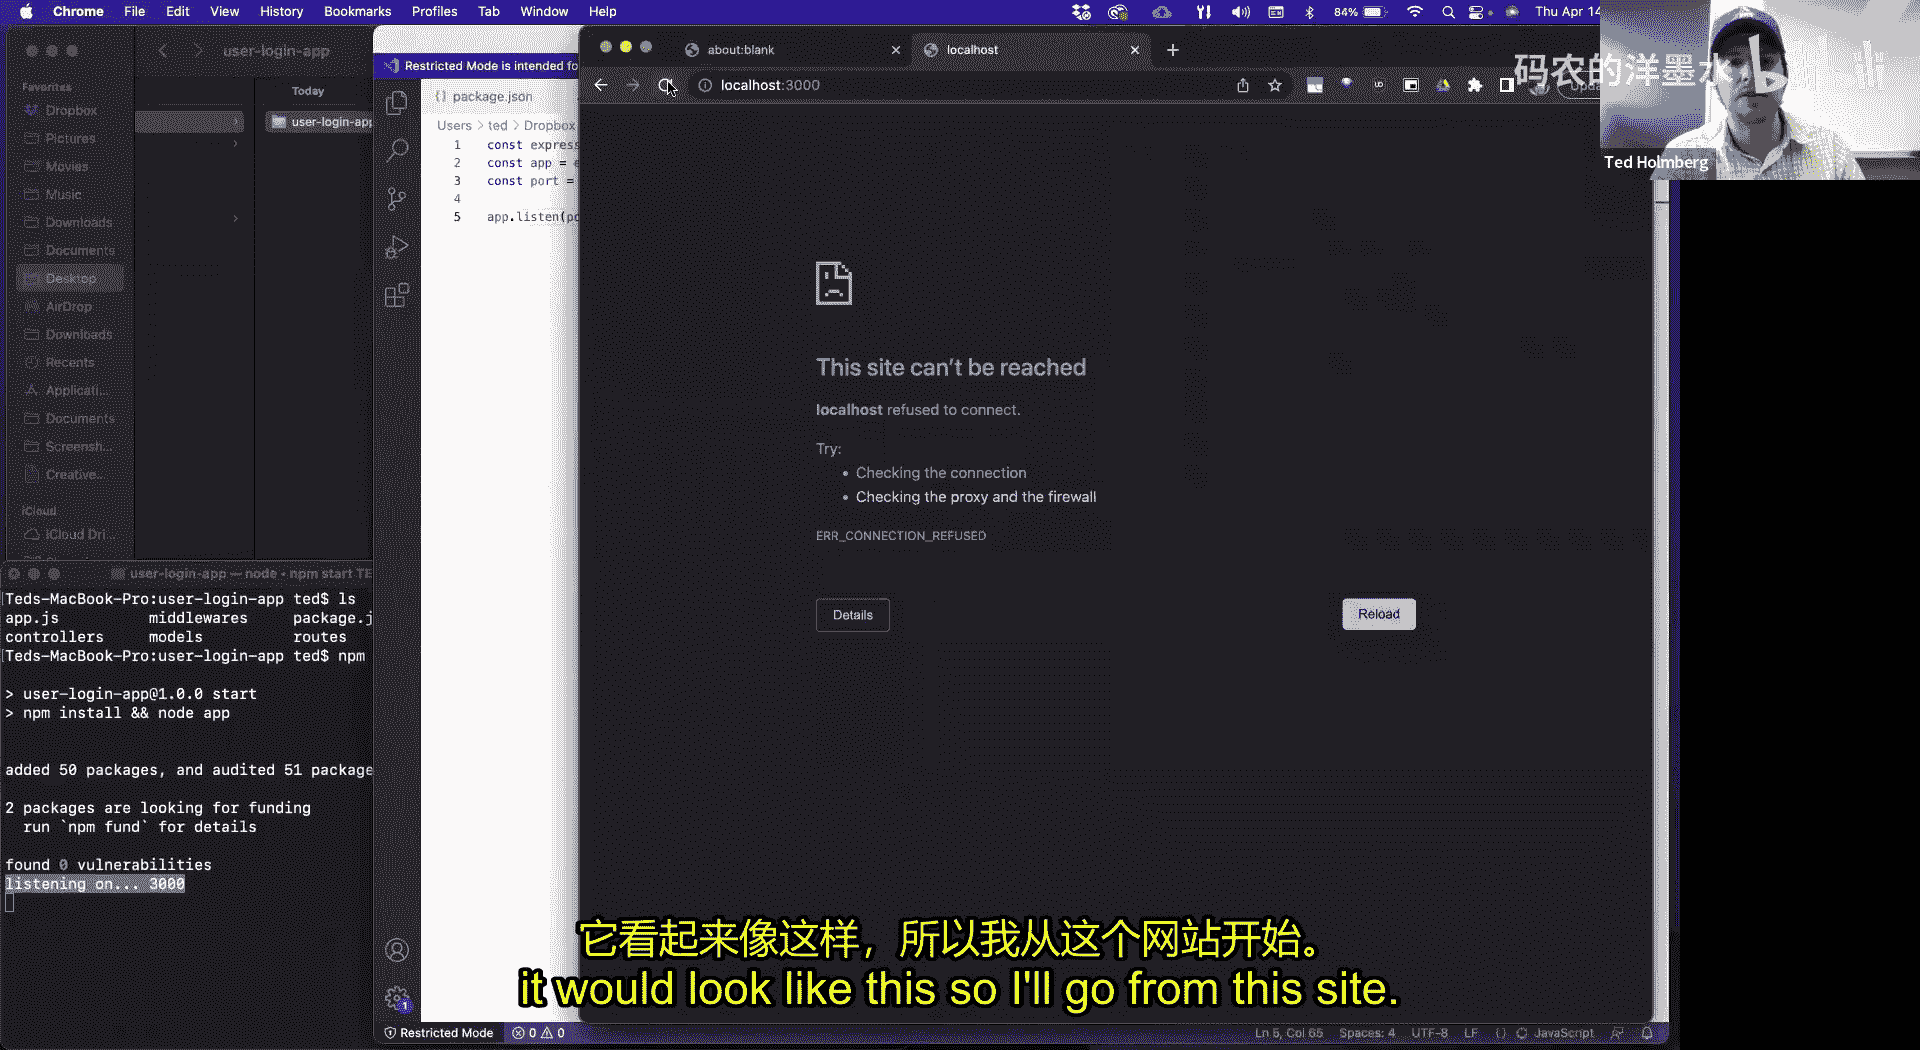 Chrome File Edit View History Bookmarks Profiles Tab Window Help
84%
Thu Apr 14
user-login-app
Favorites
Dropbox
Pictures
Movies
Music
Downloads
Documents
Desktop
AirDrop
Downloads
Recents
Applicati...
Documents
Screensh...
Creative...
iCloud
iCloud Dri...
Today
user-login-app
Restricted Mode is intended fo
{} package.json
Users > ted > Dropbox
1 const express
2 const app =
3 const port =
4
5 app.listen(po
about:blank
localhost
localhost:3000
This site can't be reached
localhost refused to connect.
Try:
• Checking the connection
• Checking the proxy and the firewall
ERR_CONNECTION_REFUSED
Details
Reload
码农的洋墨水
Ted Holmberg
user-login-app — node • npm start TE
Teds-MacBook-Pro:user-login-app ted$ ls
app.js middlewares package.j
controllers models routes
Teds-MacBook-Pro:user-login-app ted$ npm
> user-login-app@1.0.0 start
> npm install && node app
added 50 packages, and audited 51 package
2 packages are looking for funding
run `npm fund` for details
found 0 vulnerabilities
listening on... 3000
它看起来像这样，所以我从这个网站开始。
it would look like this so I'll go from this site.
1
Restricted Mode
0
0
Ln 5, Col 65
Spaces: 4
UTF-8
LF
{} JavaScript